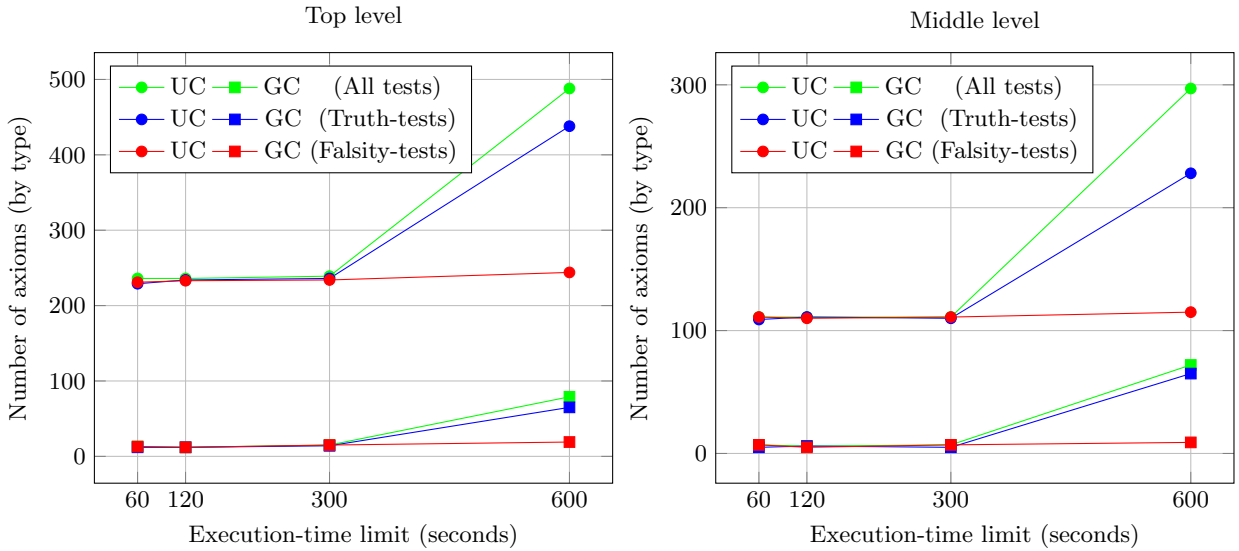 Top level
500
400
300
200
100
0
UC GC (All tests)
UC GC (Truth-tests)
UC GC (Falsity-tests)
Number of axioms (by type)
60 120 300 600
Execution-time limit (seconds)
Middle level
300
200
100
0
UC GC (All tests)
UC GC (Truth-tests)
UC GC (Falsity-tests)
Number of axioms (by type)
60 120 300 600
Execution-time limit (seconds)